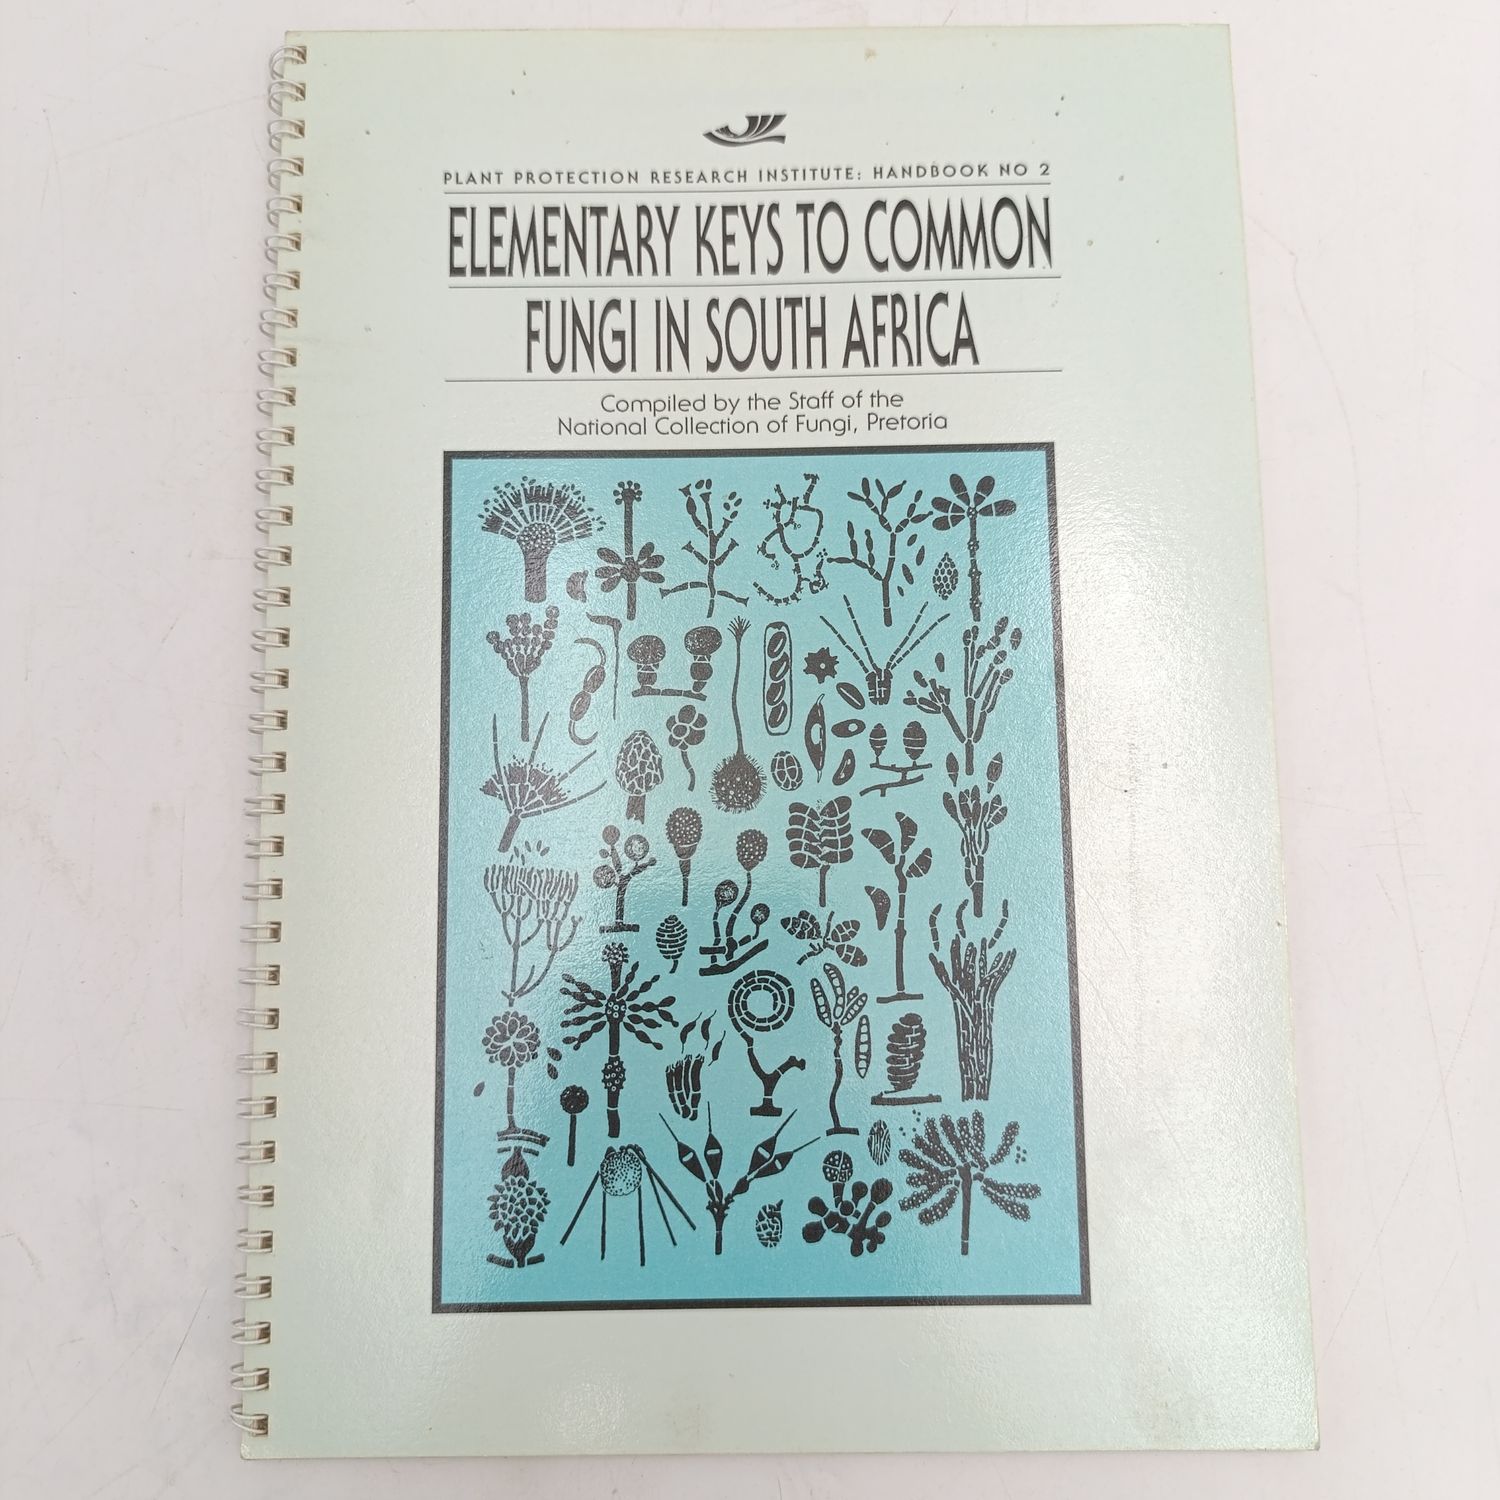 PLANT PROTECTION RESEARCH INSTITUTE: HANDBOOK NO 2
ELEMENTARY KEYS TO COMMON
FUNGI IN SOUTH AFRICA
Compiled by the Staff of the
National Collection of Fungi, Pretoria